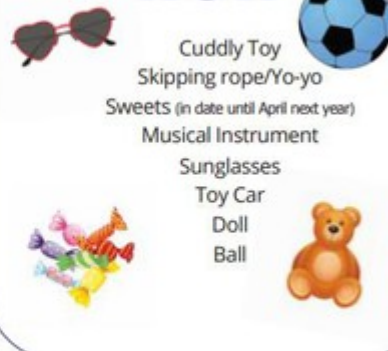 Cuddly Toy
Skipping rope/Yo-yo
Sweets (in date until April next year)
Musical Instrument
Sunglasses
Toy Car
Doll
Ball